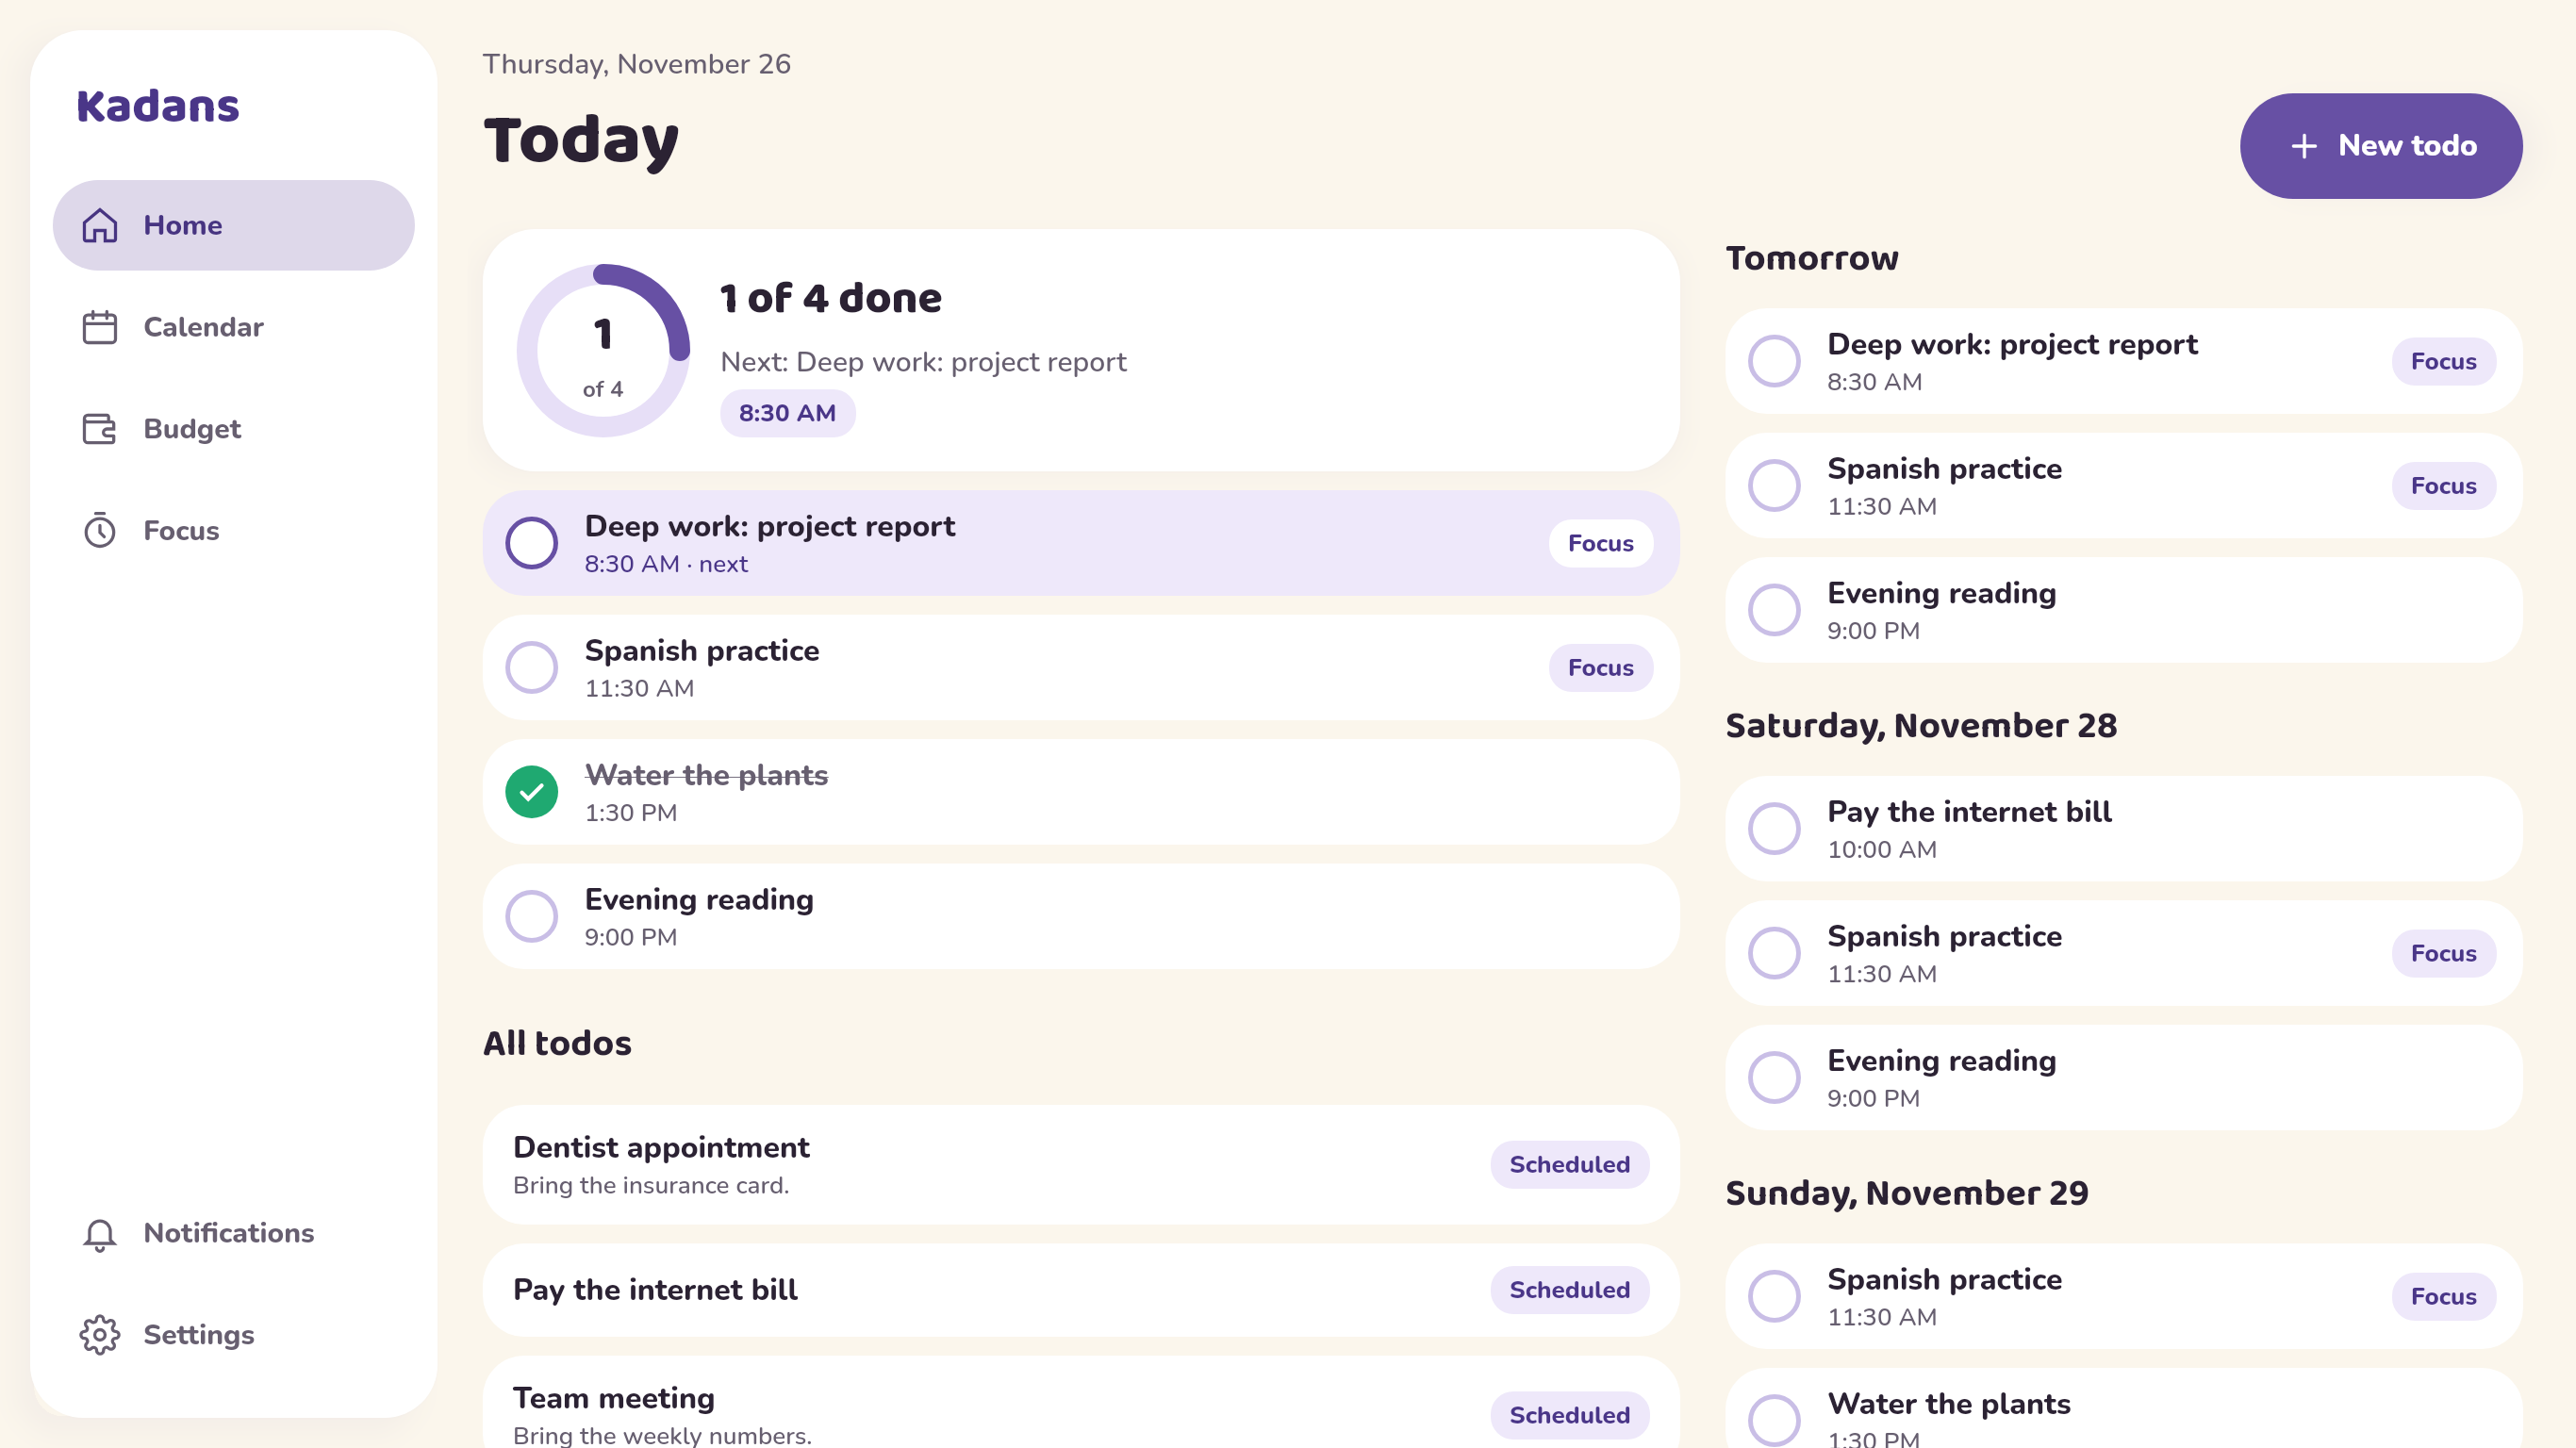 Kadans
Home
Calendar
Budget
Focus
Notifications
Settings
Thursday, November 26
Today
New todo
1
of 4
1 of 4 done
Next: Deep work: project report
8:30 AM
Deep work: project report
8:30 AM · next
Focus
Spanish practice
11:30 AM
Focus
Water the plants
1:30 PM
Evening reading
9:00 PM
All todos
Dentist appointment
Bring the insurance card.
Scheduled
Pay the internet bill
Scheduled
Team meeting
Bring the weekly numbers.
Scheduled
Tomorrow
Deep work: project report
8:30 AM
Focus
Spanish practice
11:30 AM
Focus
Evening reading
9:00 PM
Saturday, November 28
Pay the internet bill
10:00 AM
Spanish practice
11:30 AM
Focus
Evening reading
9:00 PM
Sunday, November 29
Spanish practice
11:30 AM
Focus
Water the plants
1:30 PM